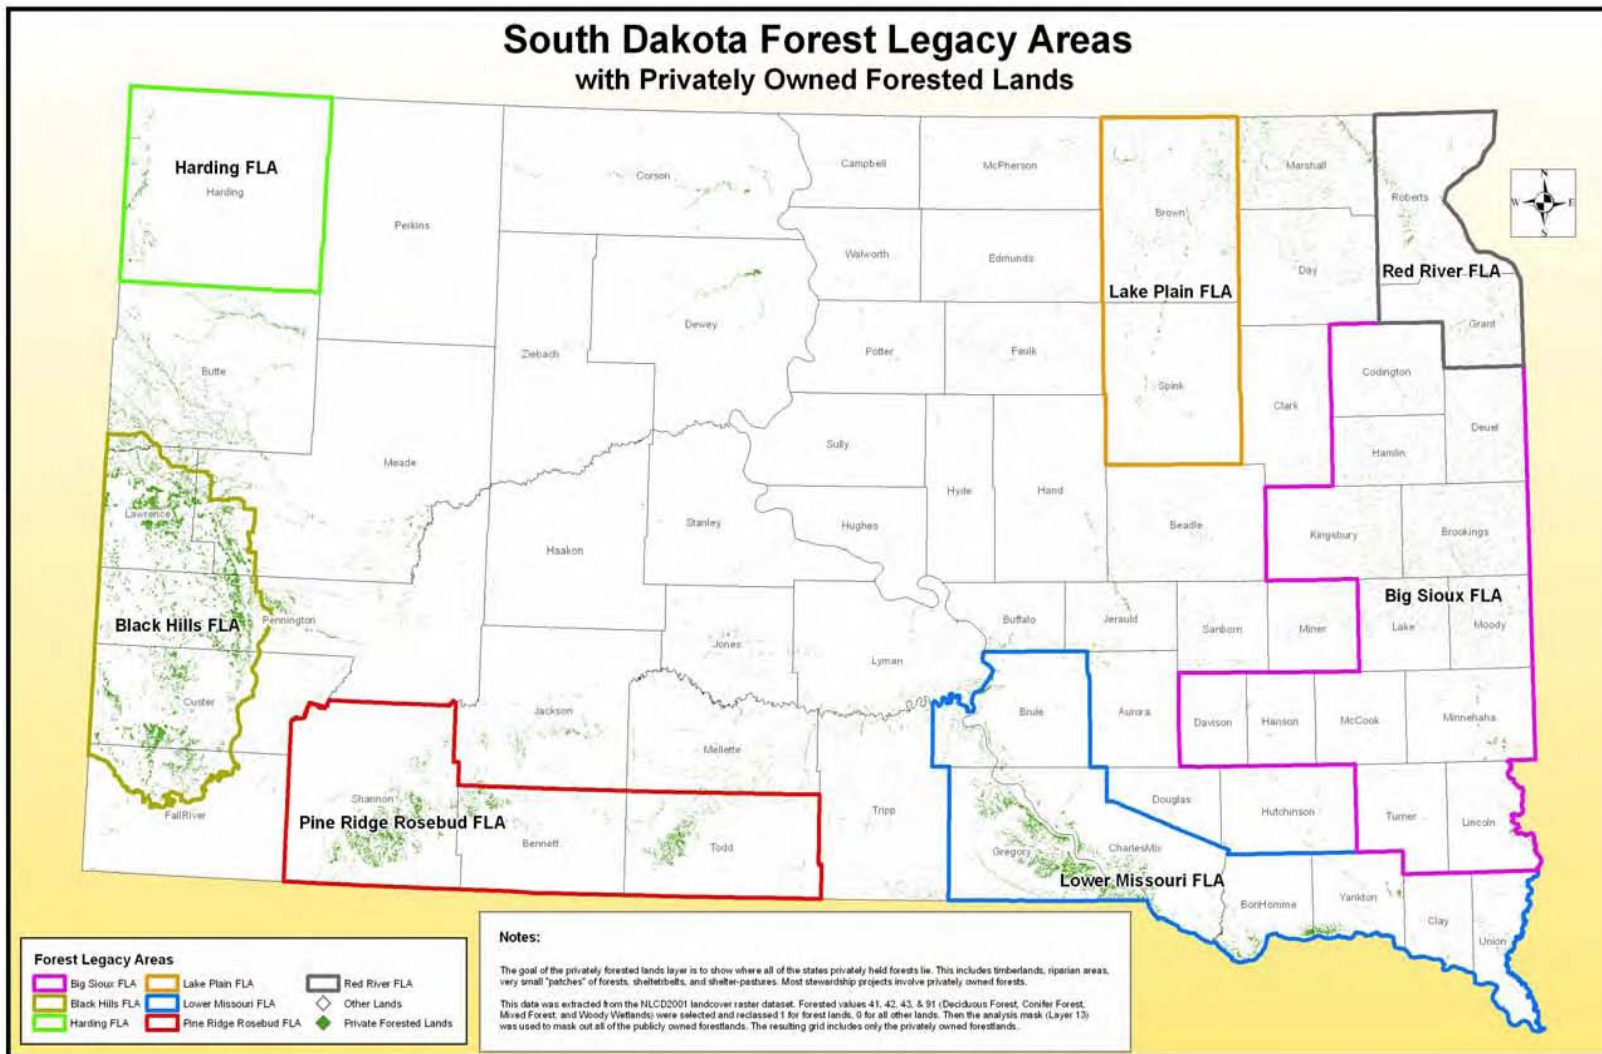 South Dakota Forest Legacy Areas
with Privately Owned Forested Lands
Harding FLA
Harding
Perkins
Corson
Campbell
McPherson
Brown
Marshall
Roberts
N
W E
S
Walworth
Edmunds
Day
Red River FLA
Lake Plain FLA
Grant
Butte
Ziebach
Dewey
Potter
Faulk
Spink
Clark
Codington
Deuel
Hamlin
Meade
Sully
Lawrence
Haakon
Stanley
Hughes
Hyde
Hand
Beadle
Kingsbury
Brookings
Big Sioux FLA
Black Hills FLA
Pennington
Jones
Lyman
Buffalo
Jerauld
Sanborn
Miner
Lake
Moody
Custer
Jackson
Mellette
Brule
Aurora
Davison
Hanson
McCook
Minnehaha
FallRiver
Shannon
Pine Ridge Rosebud FLA
Bennett
Todd
Tripp
Gregory
CharlesMix
Douglas
Hutchinson
Turner
Lincoln
Lower Missouri FLA
BonHomme
Yankton
Clay
Union
Forest Legacy Areas
Big Sioux FLA
Black Hills FLA
Harding FLA
Lake Plain FLA
Lower Missouri FLA
Pine Ridge Rosebud FLA
Red River FLA
Other Lands
Private Forested Lands
Notes:
The goal of the privately forested lands layer is to show where all of the states privately held forests lie. This includes timberlands, riparian areas,
very small "patches" of forests, sheltetrbelts, and shelter-pastures. Most stewardship projects involve privately owned forests.
This data was extracted from the NLCD2001 landcover raster dataset. Forested values 41, 42, 43, & 91 (Deciduous Forest, Conifer Forest,
Mixed Forest, and Woody Wetlands) were selected and reclassed 1 for forest lands, 0 for all other lands. Then the analysis mask (Layer 13)
was used to mask out all of the publicly owned forestlands. The resulting grid includes only the privately owned forestlands.